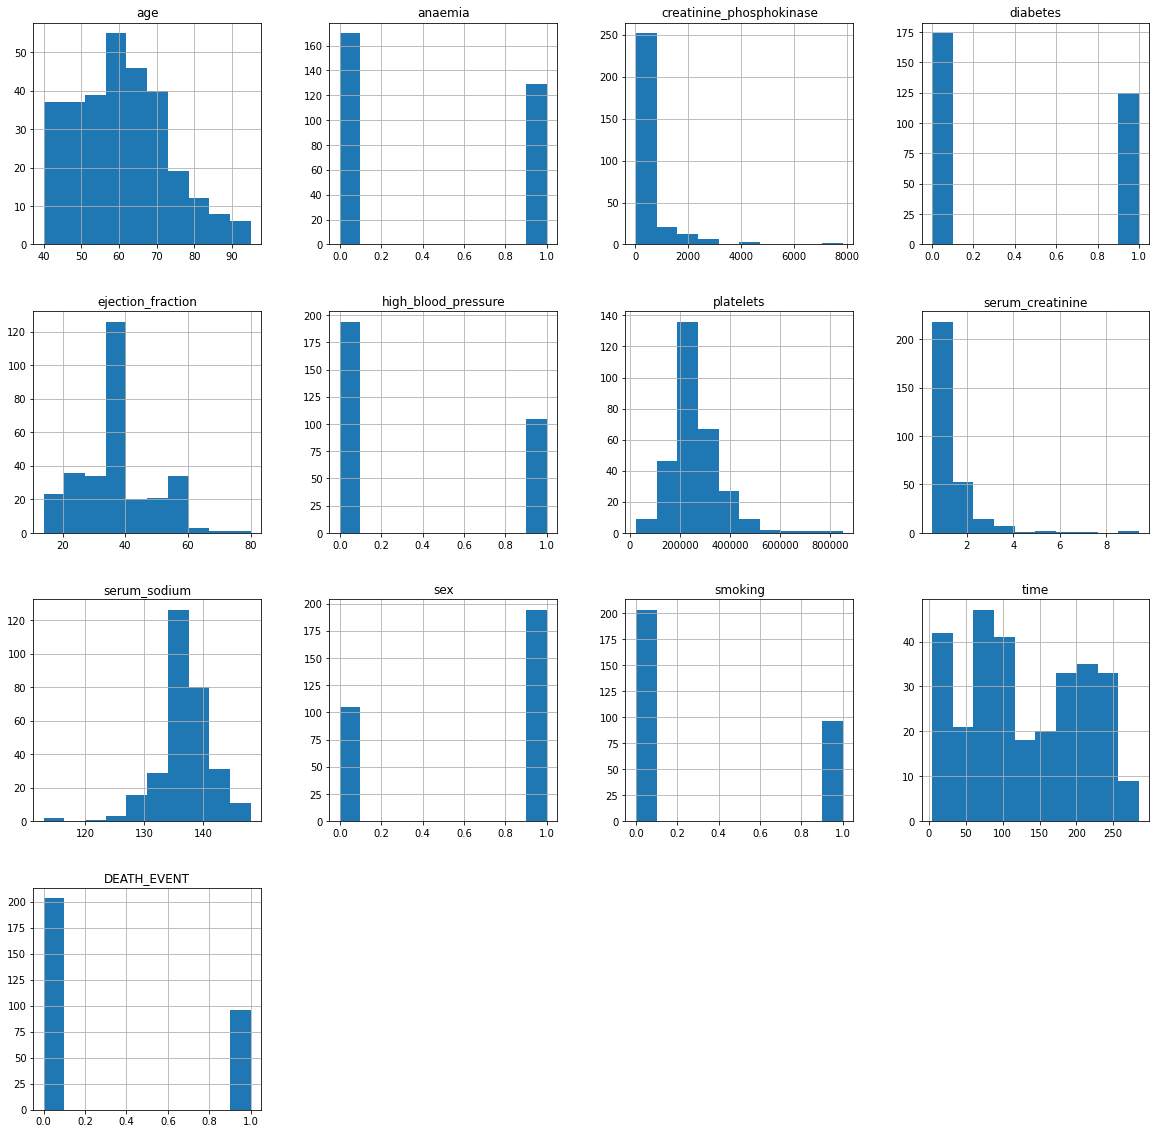 age anaemia creatinine_phosphokinase diabetes
50 160 250 175
40 140 200 150
30 120 150 125
20 100 100 100
10 80 50 75
0 60 0 50
40 20 25
20 0 0
0
40 50 60 70 80 90 0.0 0.2 0.4 0.6 0.8 1.0 0 2000 4000 6000 8000 0.0 0.2 0.4 0.6 0.8 1.0
ejection_fraction high_blood_pressure platelets serum_creatinine
120 200 140 200
100 175 120 150
80 150 100 100
60 125 80 50
40 100 60 0
20 75 40
0 50 20
25 0
0
20 40 60 80 0.0 0.2 0.4 0.6 0.8 1.0 0 200000 400000 600000 800000 2 4 6 8
serum_sodium sex smoking time
120 200 200 40
100 175 175 30
80 150 150 20
60 125 125 10
40 100 100 0
20 75 75
0 50 50
25 25
0 0
120 130 140 0.0 0.2 0.4 0.6 0.8 1.0 0.0 0.2 0.4 0.6 0.8 1.0 0 50 100 150 200 250
DEATH_EVENT
200
175
150
125
100
75
50
25
0
0.0 0.2 0.4 0.6 0.8 1.0